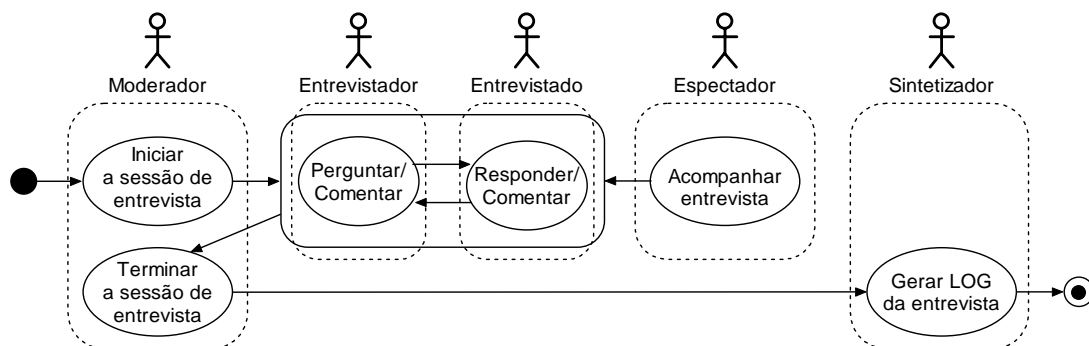 Moderador
Entrevistador
Entrevistado
Espectador
Sintetizador
Iniciar
a sessão de
entrevista
Perguntar/
Comentar
Responder/
Comentar
Acompanhar
entrevista
Terminar
a sessão de
entrevista
Gerar LOG
da entrevista